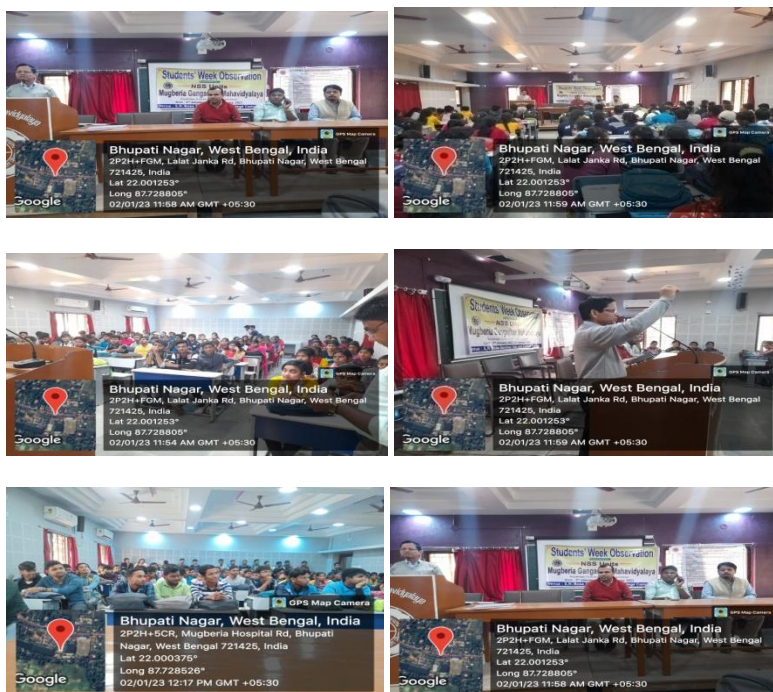 Students' Week Observation
NSS Units
Mugberia Gangadhar Mahavidyalaya
GPS Map Camera
Bhupati Nagar, West Bengal, India
2P2H+FGM, Lalat Janka Rd, Bhupati Nagar, West Bengal
721425, India
Lat 22.001253°
Long 87.728805°
02/01/23 11:58 AM GMT +05:30
Google
GPS Map Camera
Bhupati Nagar, West Bengal, India
2P2H+FGM, Lalat Janka Rd, Bhupati Nagar, West Bengal
721425, India
Lat 22.001253°
Long 87.728805°
02/01/23 11:59 AM GMT +05:30
Google
GPS Map Camera
Bhupati Nagar, West Bengal, India
2P2H+FGM, Lalat Janka Rd, Bhupati Nagar, West Bengal
721425, India
Lat 22.001253°
Long 87.728805°
02/01/23 11:54 AM GMT +05:30
Google
Students' Week Observation
NSS Units
Mugberia Gangadhar
GPS Map Camera
Bhupati Nagar, West Bengal, India
2P2H+FGM, Lalat Janka Rd, Bhupati Nagar, West Bengal
721425, India
Lat 22.001253°
Long 87.728805°
02/01/23 11:59 AM GMT +05:30
Google
GPS Map Camera
Bhupati Nagar, West Bengal, India
2P2H+5CR, Mugberia Hospital Rd, Bhupati
Nagar, West Bengal 721425, India
Lat 22.000375°
Long 87.728526°
02/01/23 12:17 PM GMT +05:30
Google
Students' Week Observation
NSS Units
Mugberia Gangadhar Mahavidyalaya
GPS Map Camera
Bhupati Nagar, West Bengal, India
2P2H+FGM, Lalat Janka Rd, Bhupati Nagar, West Bengal
721425, India
Lat 22.001253°
Long 87.728805°
02/01/23 11:58 AM GMT +05:30
Google